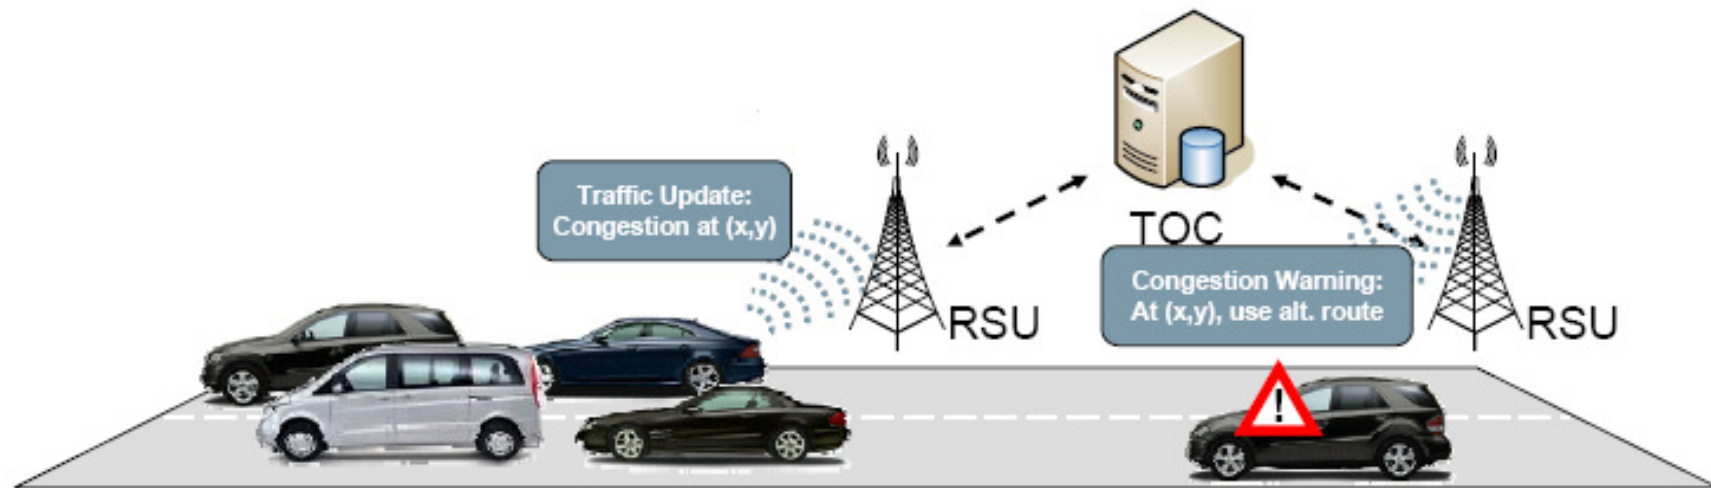 Traffic Update:
Congestion at (x,y)
RSU
TOC
Congestion Warning:
At (x,y), use alt. route
RSU
!